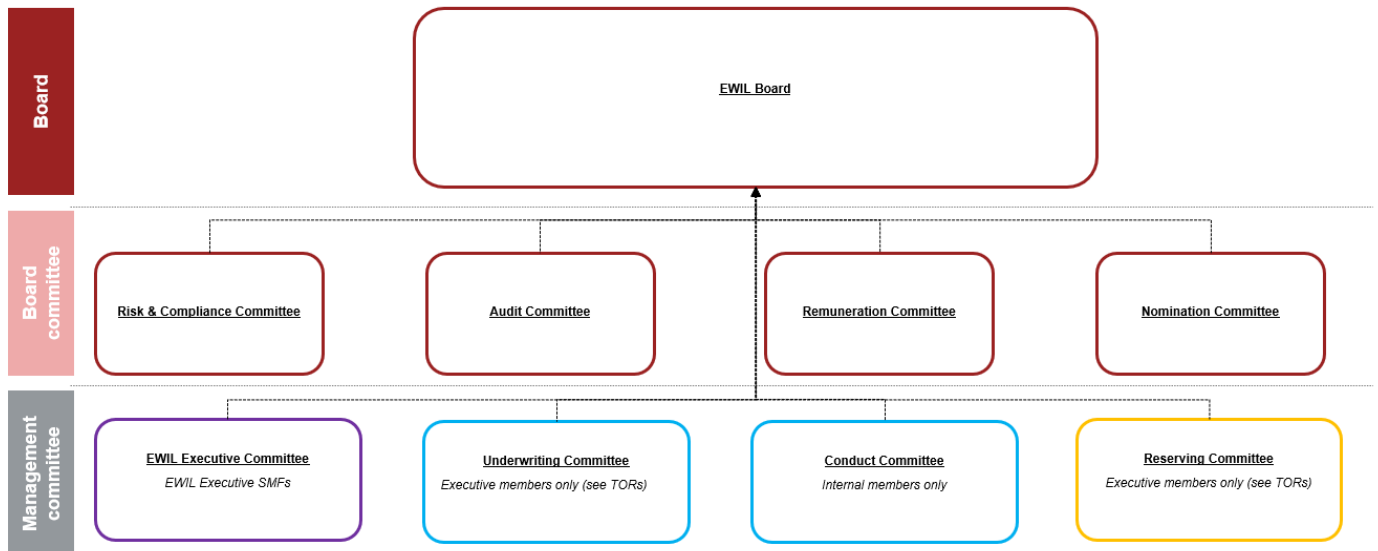 Board
EWIL Board
Board
committee
Risk & Compliance Committee
Audit Committee
Remuneration Committee
Nomination Committee
Management
committee
EWIL Executive Committee
EWIL Executive SMFs
Underwriting Committee
Executive members only (see TORs)
Conduct Committee
Internal members only
Reserving Committee
Executive members only (see TORs)